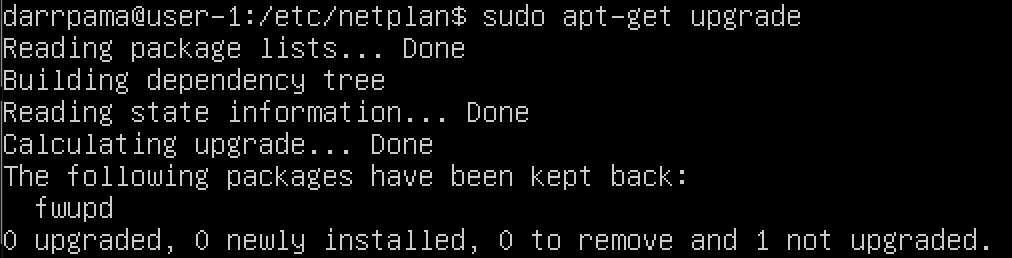 darrpama@user-1:/etc/netplan$ sudo apt-get upgrade
Reading package lists... Done
Building dependency tree
Reading state information... Done
Calculating upgrade... Done
The following packages have been kept back:
  fwupd
0 upgraded, 0 newly installed, 0 to remove and 1 not upgraded.